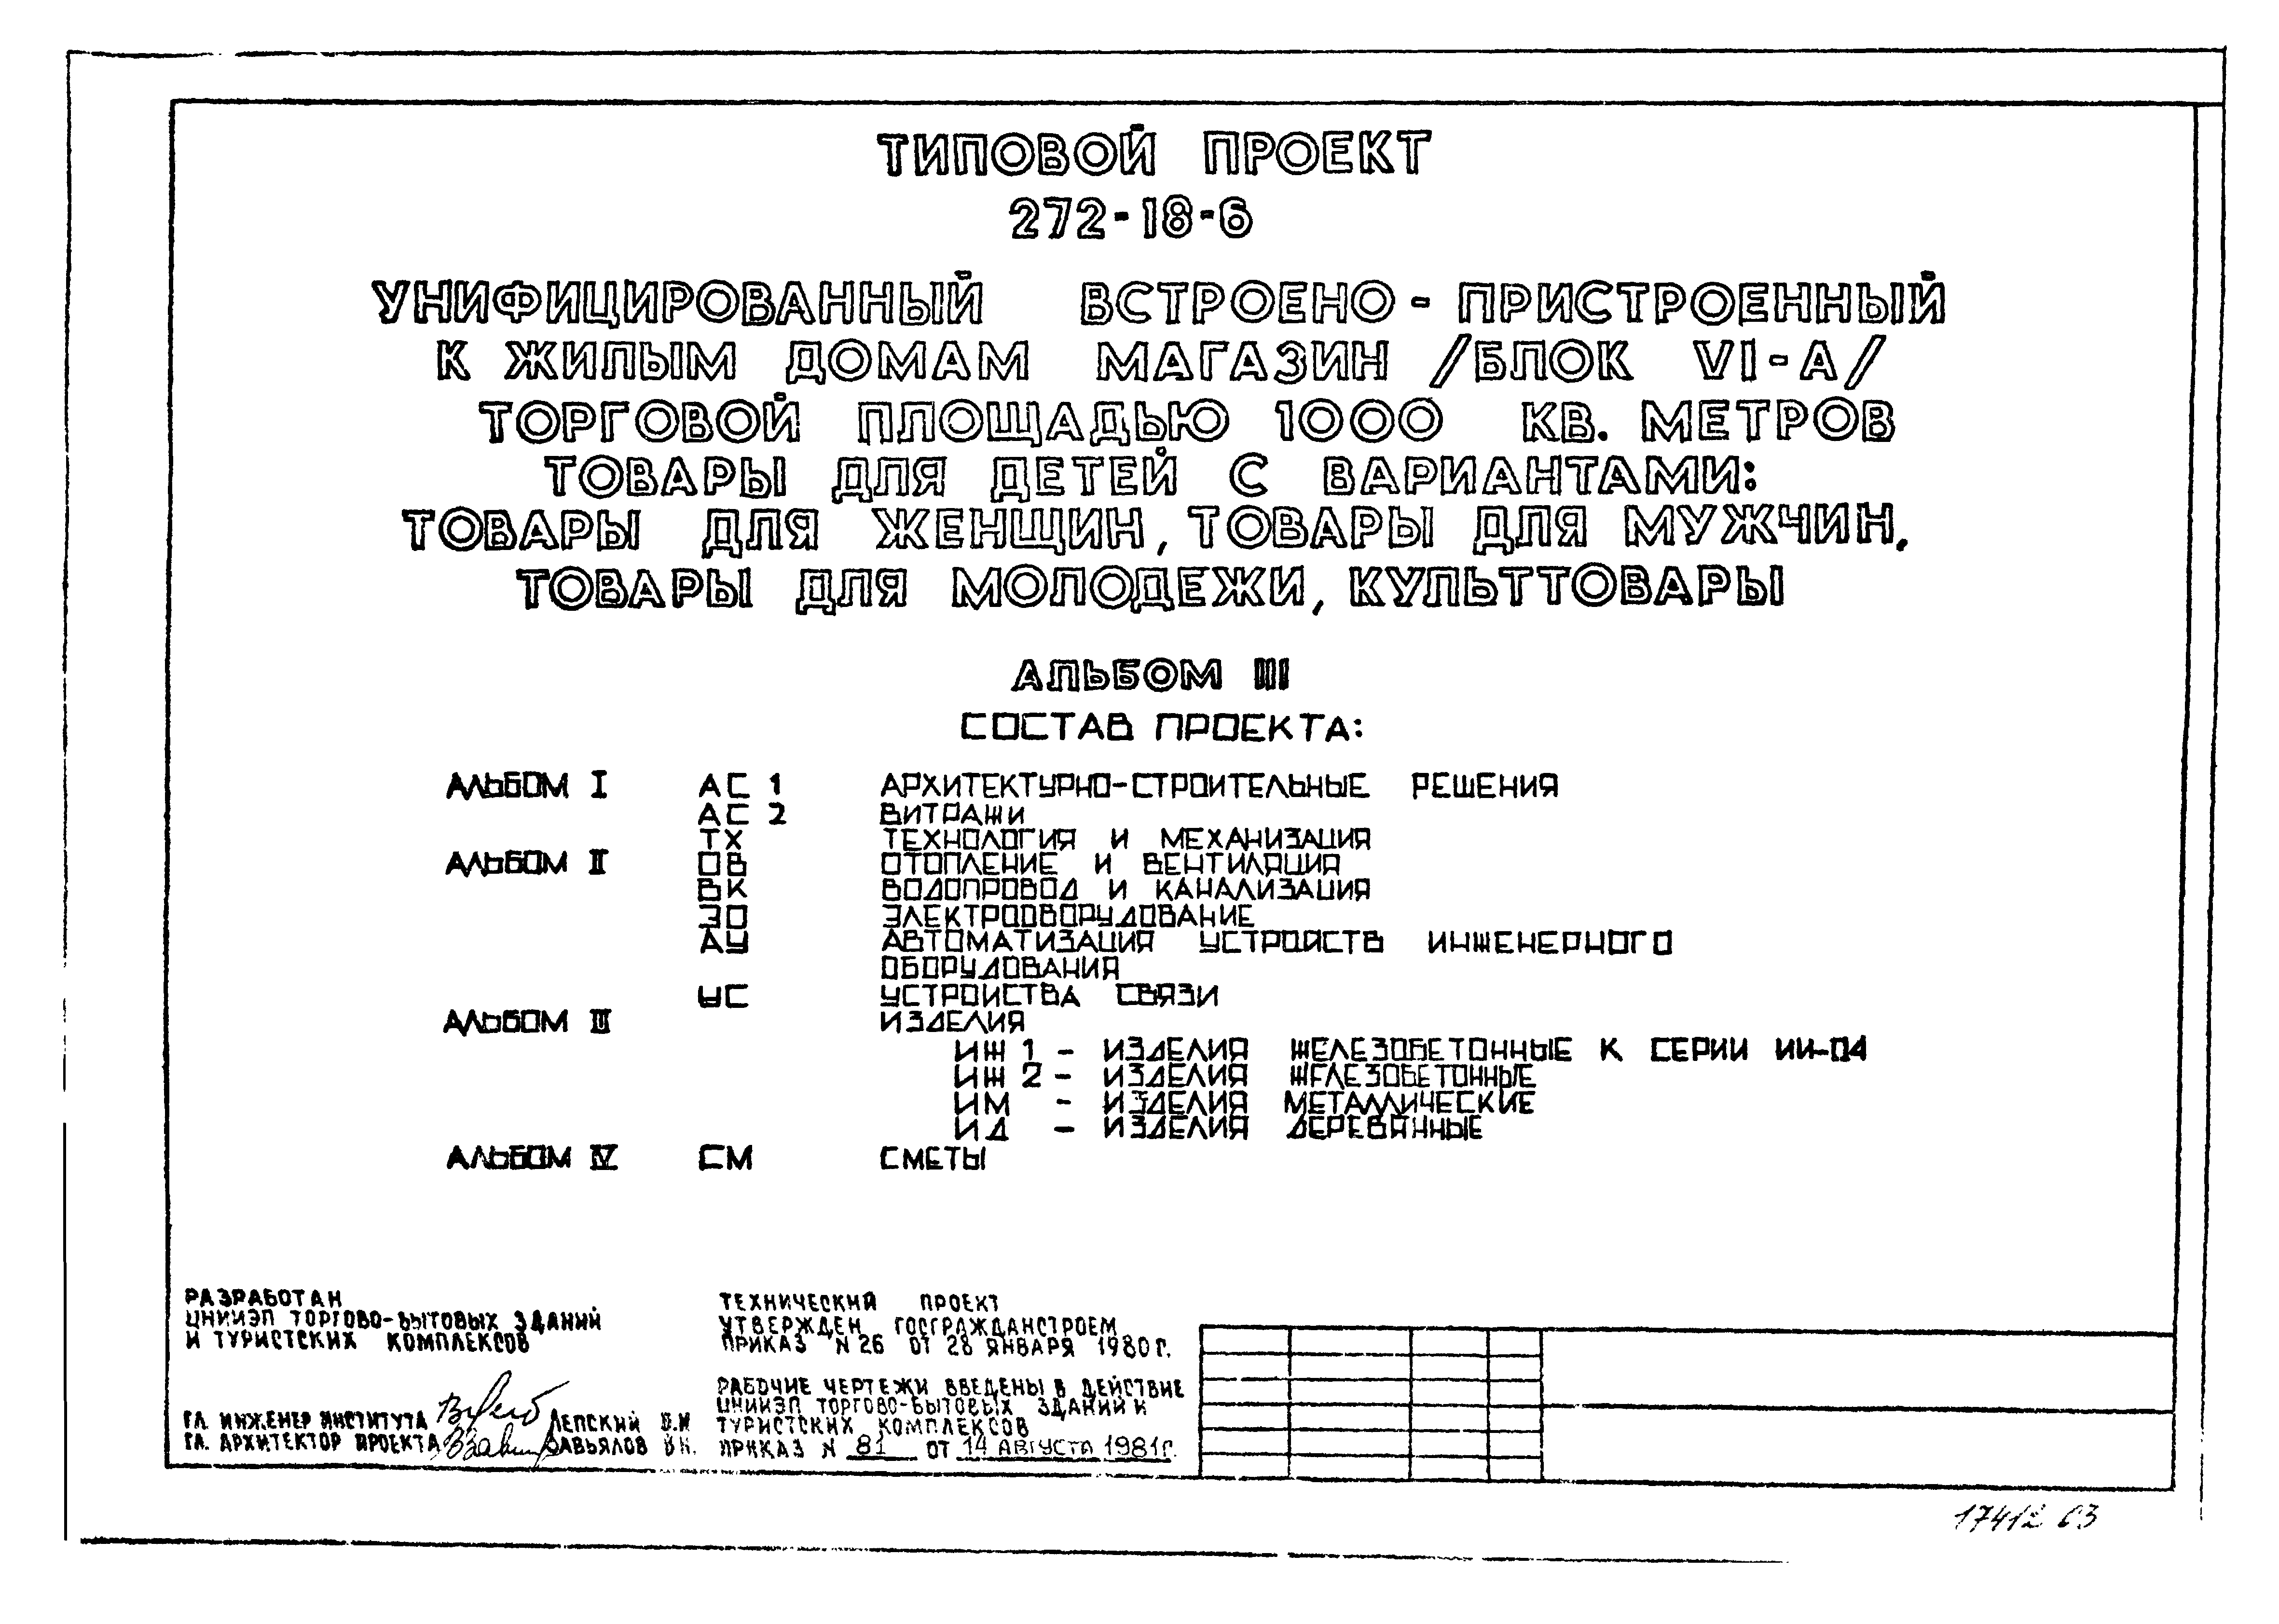 ТИПОВОЙ ПРОЕКТ
272-18-6
УНИФИЦИРОВАННЫЙ ВСТРОЕНО-ПРИСТРОЕННЫЙ
К ЖИЛЫМ ДОМАМ МАГАЗИН /БЛОК VI-А/
ТОРГОВОЙ ПЛОЩАДЬЮ 1000 КВ. МЕТРОВ
ТОВАРЫ ДЛЯ ДЕТЕЙ С ВАРИАНТАМИ:
ТОВАРЫ ДЛЯ ЖЕНЩИН, ТОВАРЫ ДЛЯ МУЖЧИН,
ТОВАРЫ ДЛЯ МОЛОДЕЖИ, КУЛЬТТОВАРЫ
АЛЬБОМ III
СОСТАВ ПРОЕКТА:
АЛЬБОМ I АС 1 АРХИТЕКТУРНО-СТРОИТЕЛЬНЫЕ РЕШЕНИЯ
АС 2 ВИТРАЖИ
ТХ ТЕХНОЛОГИЯ И МЕХАНИЗАЦИЯ
АЛЬБОМ II ОВ ОТОПЛЕНИЕ И ВЕНТИЛЯЦИЯ
ВК ВОДОПРОВОД И КАНАЛИЗАЦИЯ
ЭО ЭЛЕКТРООБОРУДОВАНИЕ
АУ АВТОМАТИЗАЦИЯ УСТРОЙСТВ ИНЖЕНЕРНОГО
ОБОРУДОВАНИЯ
УС УСТРОЙСТВА СВЯЗИ
АЛЬБОМ III ИЗДЕЛИЯ
ИЖ 1 - ИЗДЕЛИЯ ЖЕЛЕЗОБЕТОННЫЕ К СЕРИИ ИИ-04
ИЖ 2 - ИЗДЕЛИЯ ЖЕЛЕЗОБЕТОННЫЕ
ИМ - ИЗДЕЛИЯ МЕТАЛЛИЧЕСКИЕ
ИД - ИЗДЕЛИЯ ДЕРЕВЯННЫЕ
АЛЬБОМ IV СМ СМЕТЫ
РАЗРАБОТАН
ЦНИИЭП ТОРГОВО-БЫТОВЫХ ЗДАНИЙ
И ТУРИСТСКИХ КОМПЛЕКСОВ
ГЛ. ИНЖЕНЕР ИНСТИТУТА ЛЕПСКИЙ В.И
ГЛ. АРХИТЕКТОР ПРОЕКТА ЗАВЬЯЛОВ В.Н.
ТЕХНИЧЕСКИЙ ПРОЕКТ
УТВЕРЖДЕН ГОСГРАЖДАНСТРОЕМ
ПРИКАЗ N 26 ОТ 28 ЯНВАРЯ 1980 Г.
РАБОЧИЕ ЧЕРТЕЖИ ВВЕДЕНЫ В ДЕЙСТВИЕ
ЦНИИЭП ТОРГОВО-БЫТОВЫХ ЗДАНИЙ И
ТУРИСТСКИХ КОМПЛЕКСОВ
ПРИКАЗ N 81 ОТ 14 АВГУСТА 1981 г.
17412 03